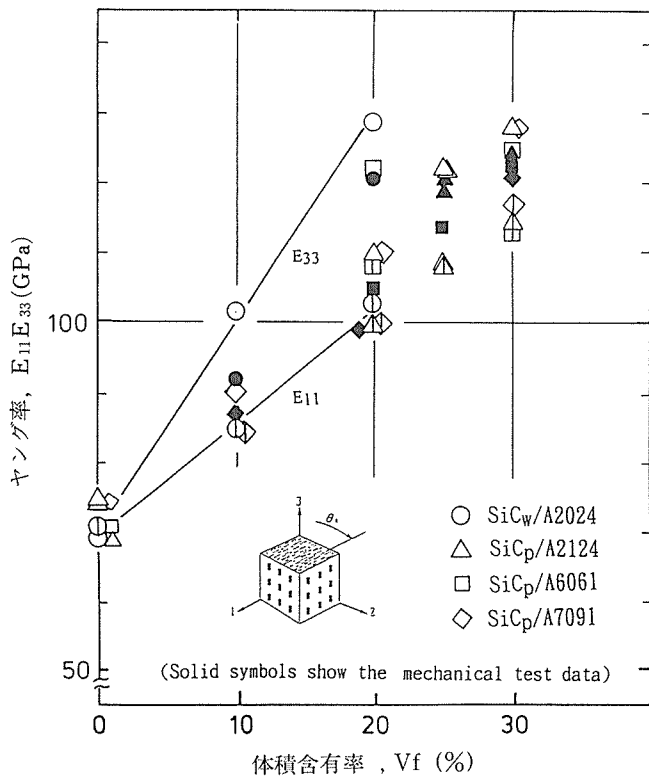 ヤング率, E₁₁E₃₃(GPa)
100
50
E₃₃
E₁₁
3
θ
1
2
SiCw/A2024
SiCp/A2124
SiCp/A6061
SiCp/A7091
(Solid symbols show the mechanical test data)
0 10 20 30
体積含有率 , Vf (%)